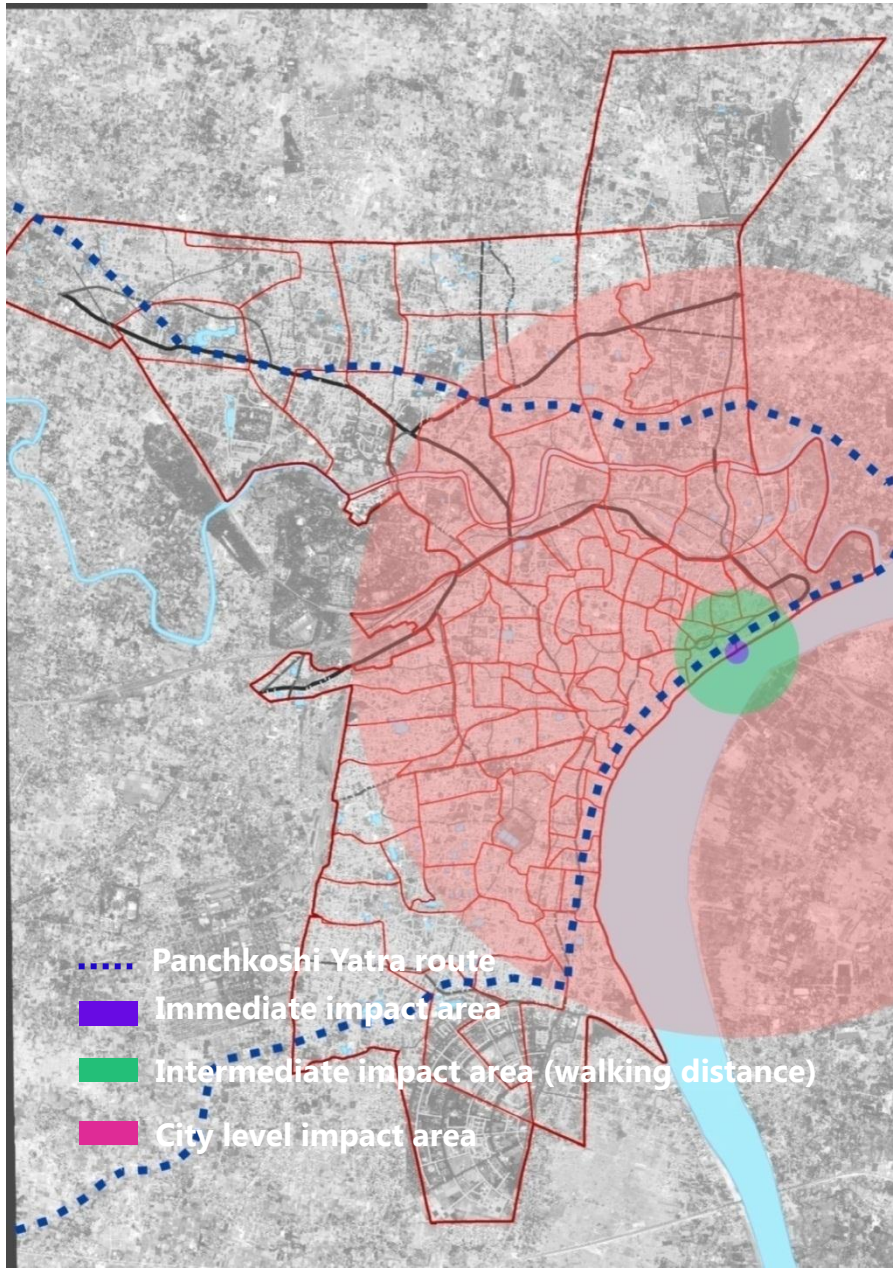 Panchkoshi Yatra route
Immediate impact area
Intermediate impact area (walking distance)
City level impact area